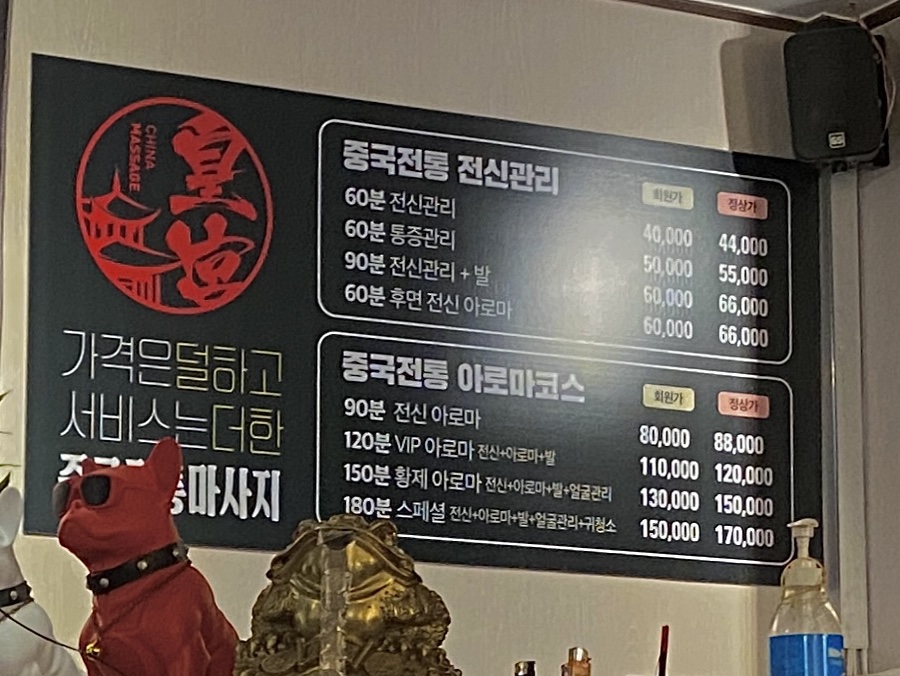 CHINA
MASSAGE
가격은덜하고
서비스는더한
마사지
중국전통 전신관리
회원가 정상가
60분 전신관리 40,000 44,000
60분 통증관리 50,000 55,000
90분 전신관리 + 발 60,000 66,000
60분 후면 전신 아로마 60,000 66,000
중국전통 아로마코스
회원가 정상가
90분 전신 아로마 80,000 88,000
120분 VIP 아로마 전신+아로마+발 110,000 120,000
150분 황제 아로마 전신+아로마+발+얼굴관리 130,000 150,000
180분 스페셜 전신+아로마+발+얼굴관리+귀청소 150,000 170,000